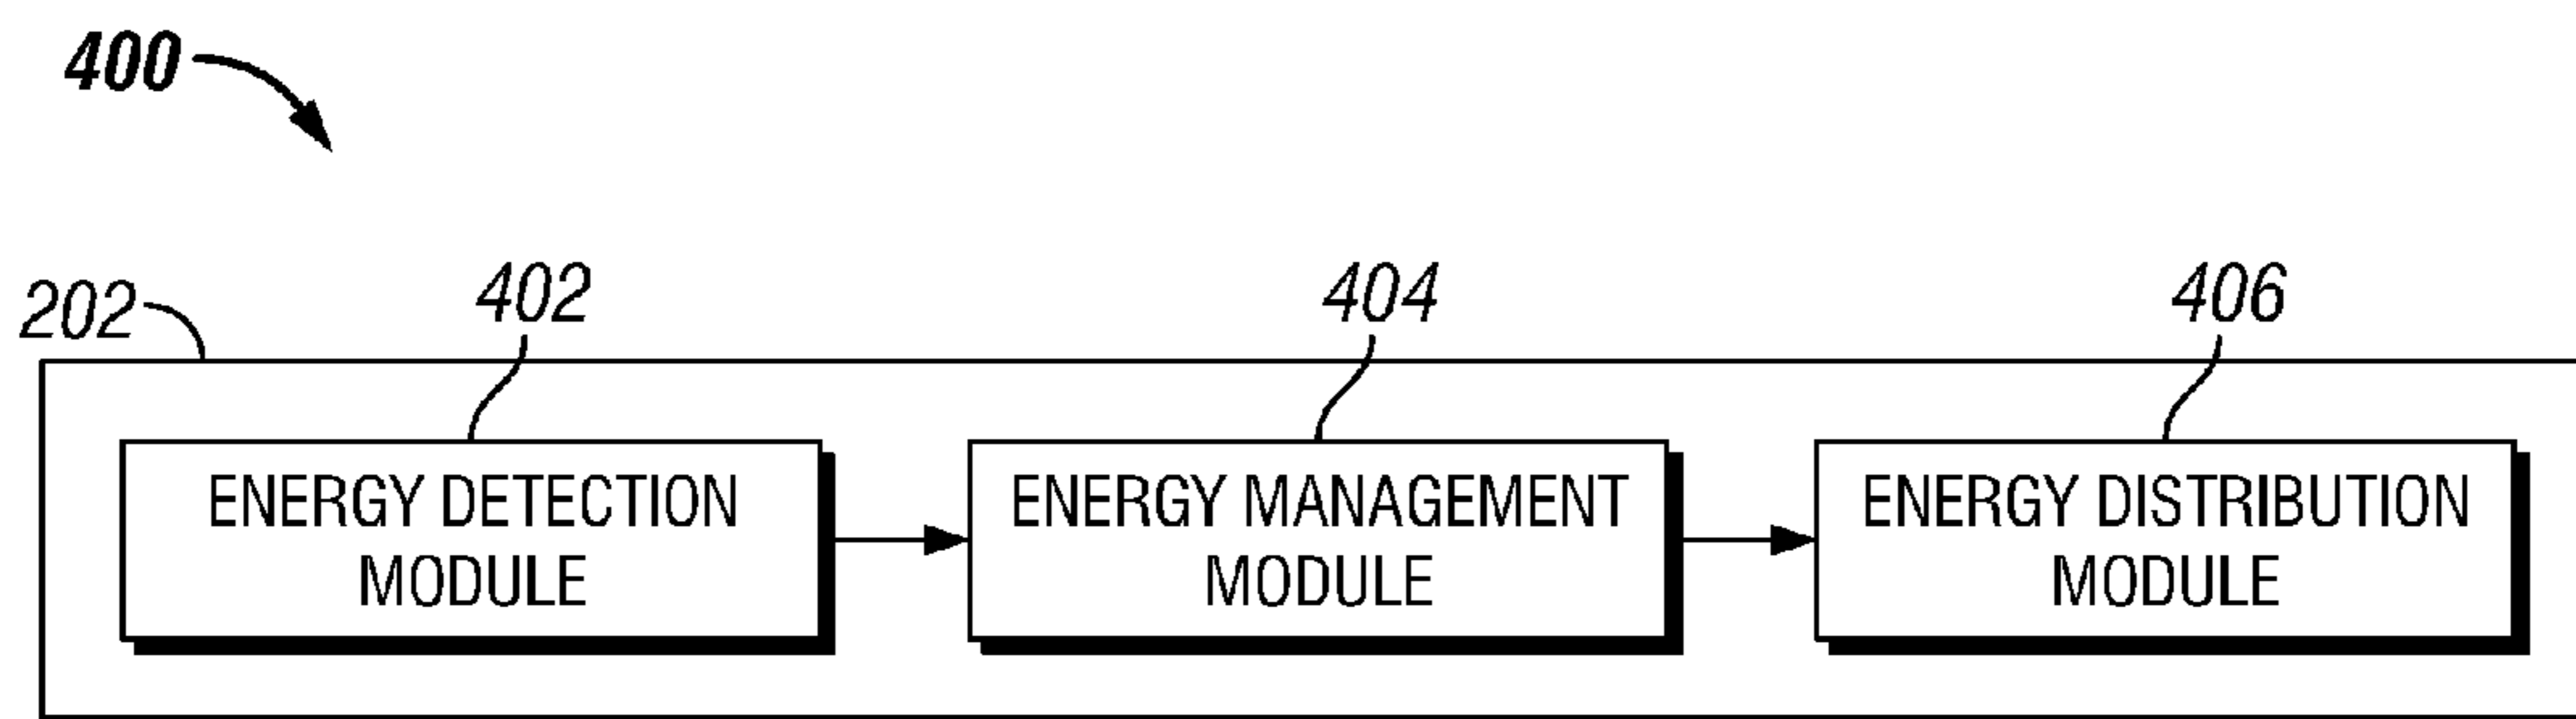 400
202
402
404
406
ENERGY DETECTION
MODULE
ENERGY MANAGEMENT
MODULE
ENERGY DISTRIBUTION
MODULE